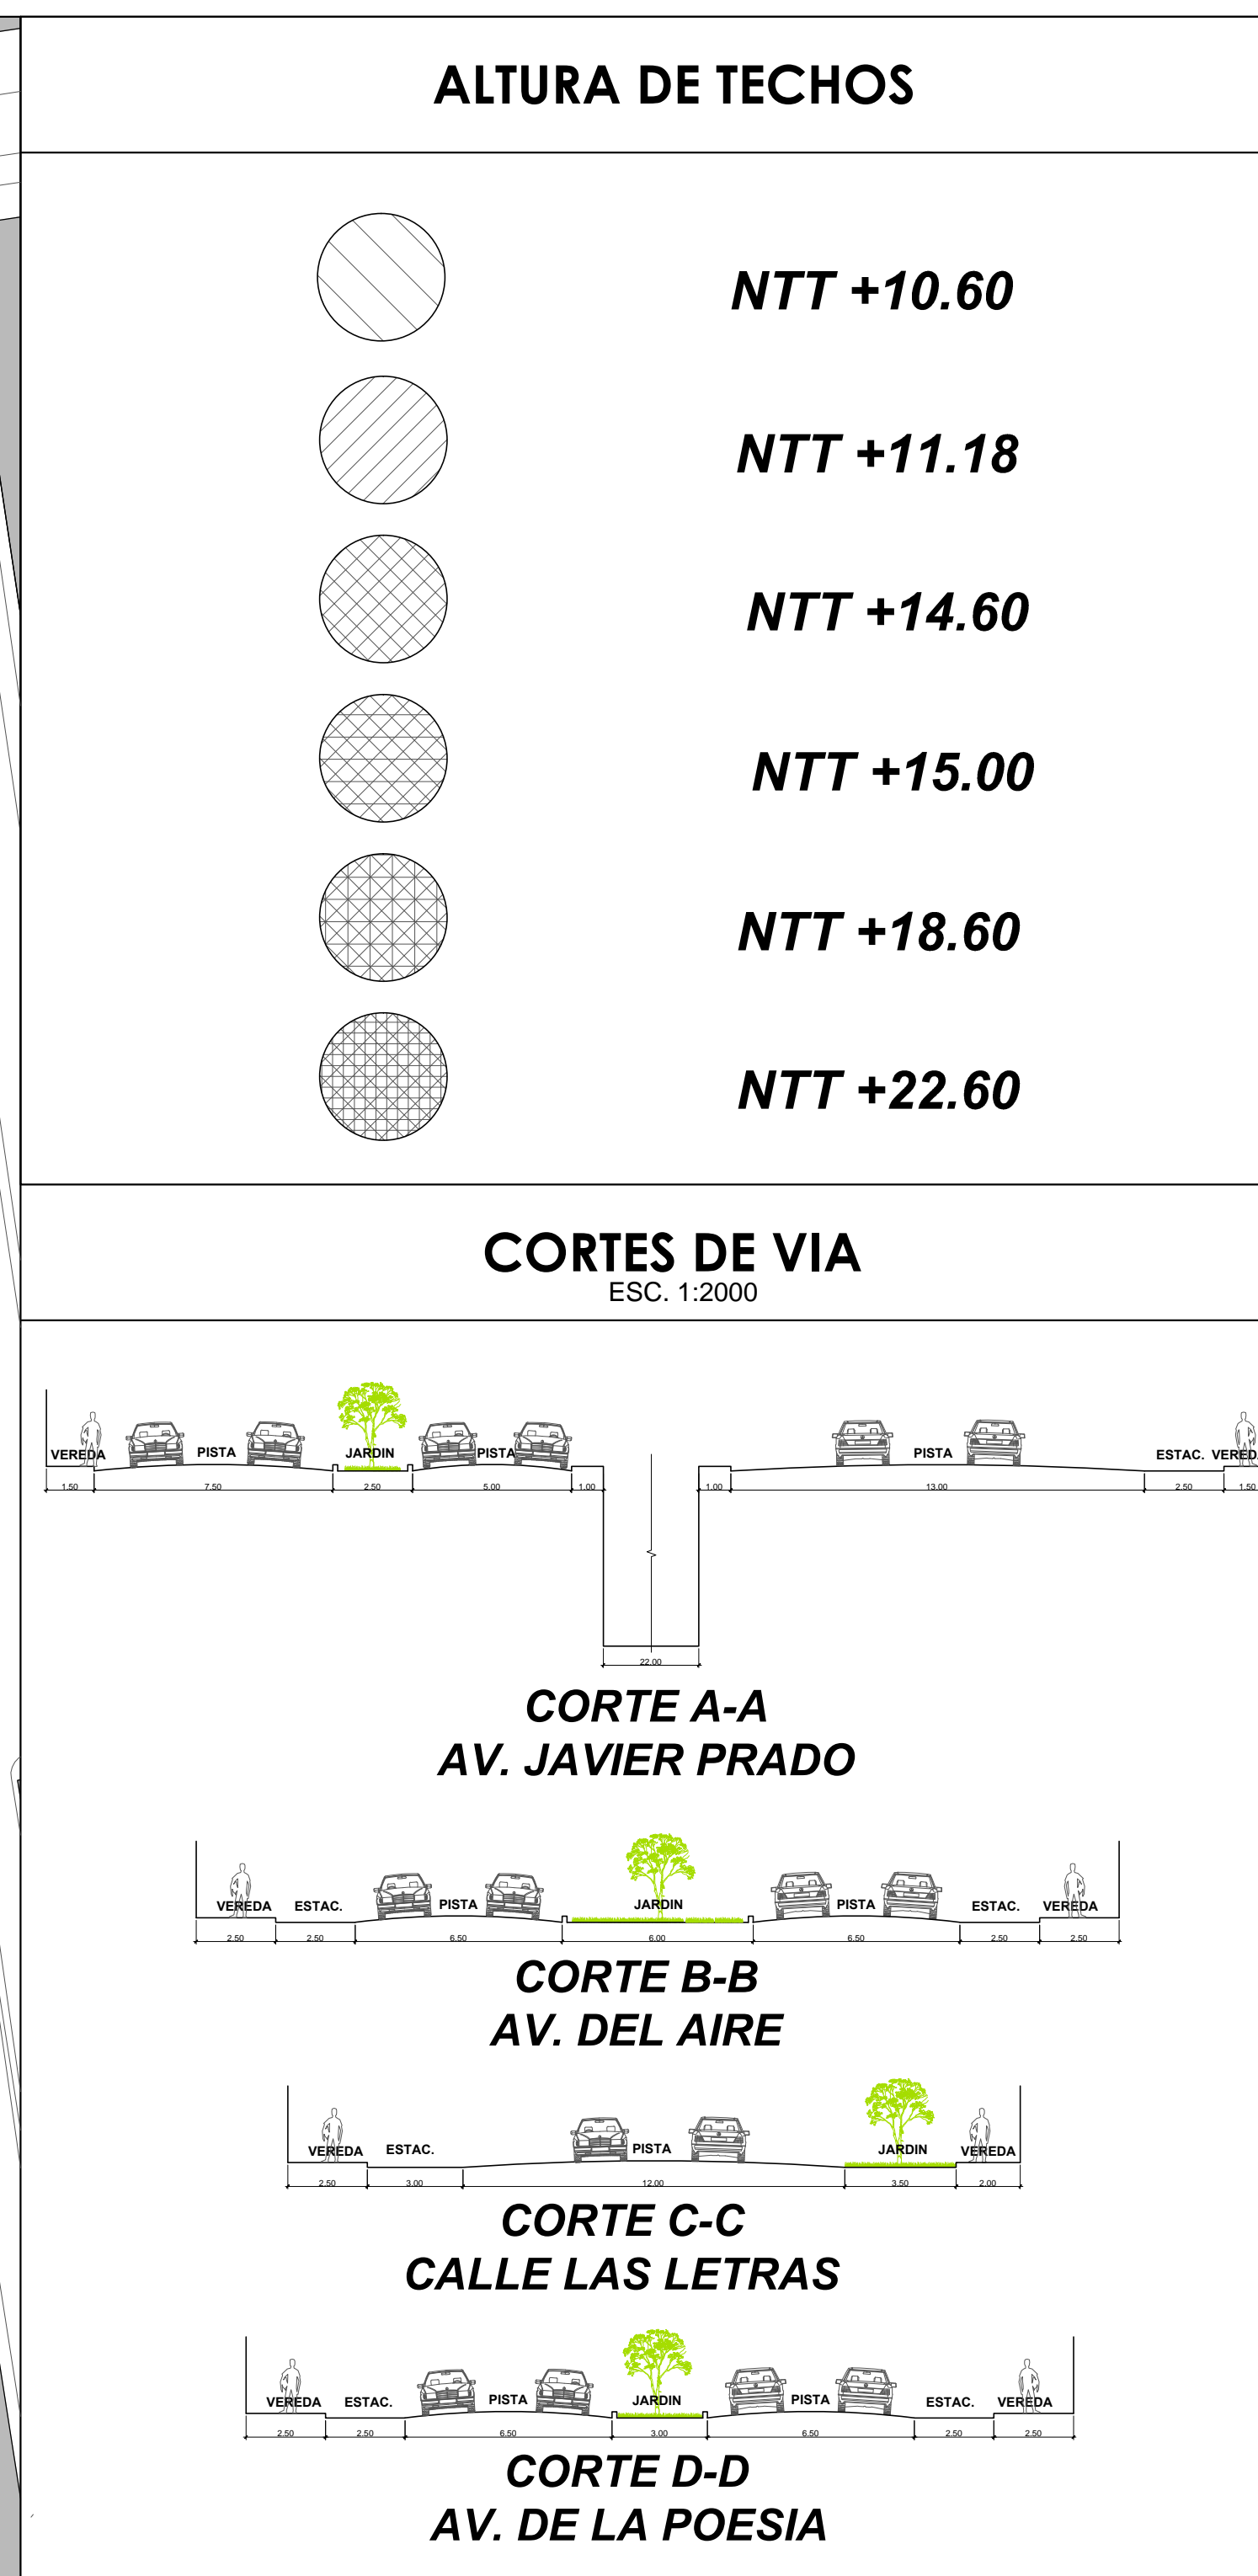 ALTURA DE TECHOS
NTT +10.60
NTT +11.18
NTT +14.60
NTT +15.00
NTT +18.60
NTT +22.60
CORTES DE VIA
ESC. 1:2000
VEREDA PISTA JARDIN PISTA PISTA ESTAC. VERED
1.50 7.50 2.50 5.00 1.00 1.00 13.00 2.50 1.50
22.00
CORTE A-A
AV. JAVIER PRADO
VEREDA ESTAC. PISTA JARDIN PISTA ESTAC. VEREDA
2.50 2.50 6.50 6.00 6.50 2.50 2.50
CORTE B-B
AV. DEL AIRE
VEREDA ESTAC. PISTA JARDIN VEREDA
2.50 3.00 12.00 3.50 2.00
CORTE C-C
CALLE LAS LETRAS
VEREDA ESTAC. PISTA JARDIN PISTA ESTAC. VEREDA
2.50 2.50 6.50 3.00 6.50 2.50 2.50
CORTE D-D
AV. DE LA POESIA